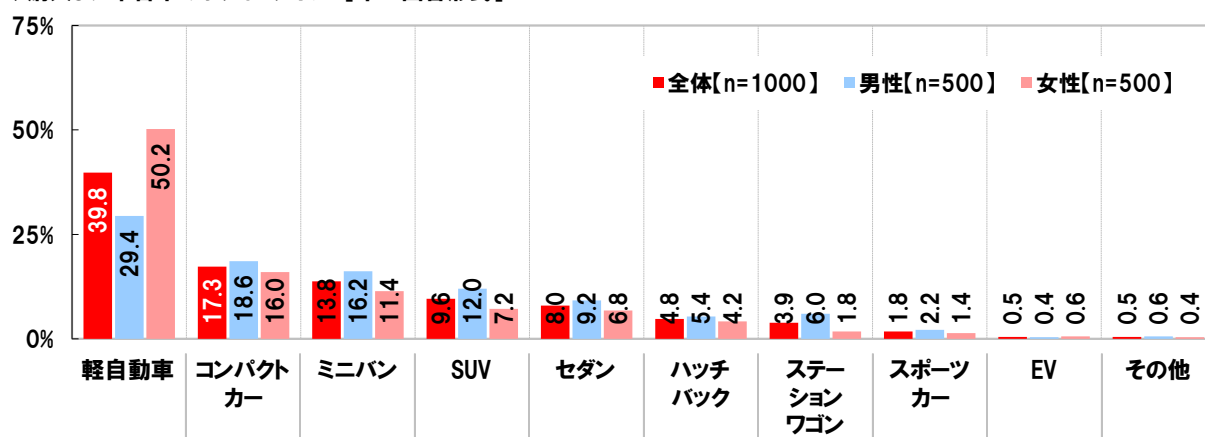 75%
■全体【n=1000】 ■男性【n=500】 ■女性【n=500】
50%
25%
0%
39.8 29.4 50.2
17.3 18.6 16.0
13.8 16.2 11.4
9.6 12.0 7.2
8.0 9.2 6.8
4.8 5.4 4.2
3.9 6.0 1.8
1.8 2.2 1.4
0.5 0.4 0.6
0.5 0.6 0.4
軽自動車
コンパクト
カー
ミニバン
SUV
セダン
ハッチ
バック
ステー
ション
ワゴン
スポーツ
カー
EV
その他